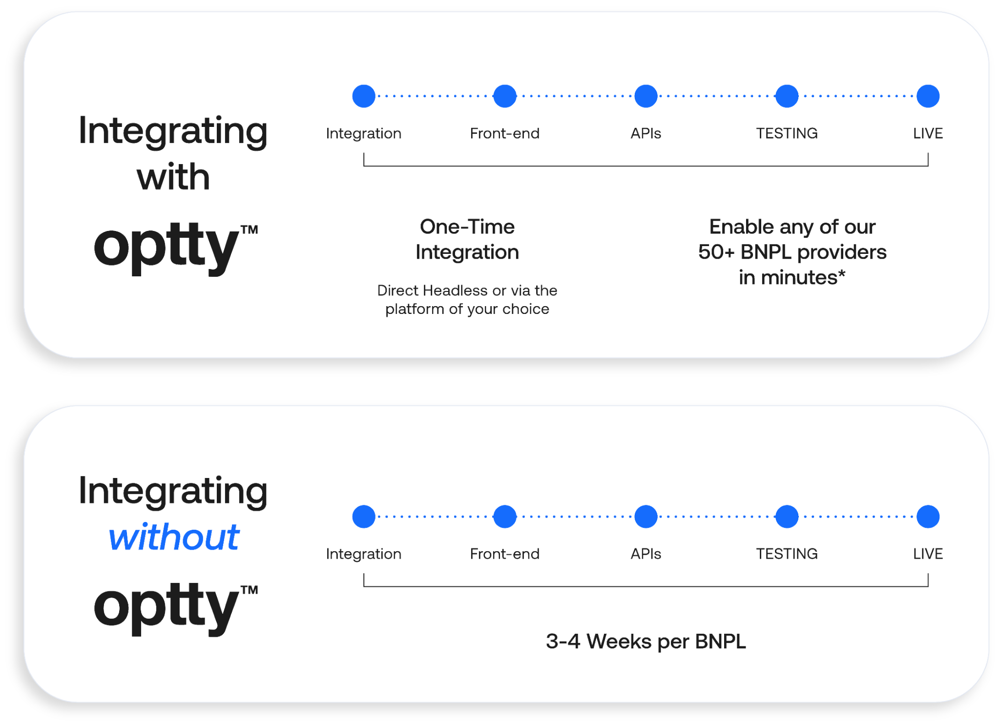 Integrating
with
optty™
Integration Front-end APIs TESTING LIVE
One-Time
Integration
Direct Headless or via the
platform of your choice
Enable any of our
50+ BNPL providers
in minutes*
Integrating
without
optty™
Integration Front-end APIs TESTING LIVE
3-4 Weeks per BNPL